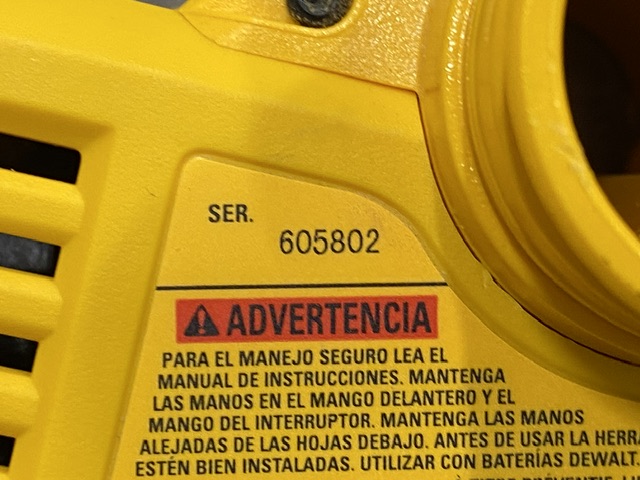 SER.
605802
ADVERTENCIA
PARA EL MANEJO SEGURO LEA EL
MANUAL DE INSTRUCCIONES. MANTENGA
LAS MANOS EN EL MANGO DELANTERO Y EL
MANGO DEL INTERRUPTOR. MANTENGA LAS MANOS
ALEJADAS DE LAS HOJAS DEBAJO. ANTES DE USAR LA HERRA
ESTÉN BIEN INSTALADAS. UTILIZAR CON BATERÍAS DEWALT.